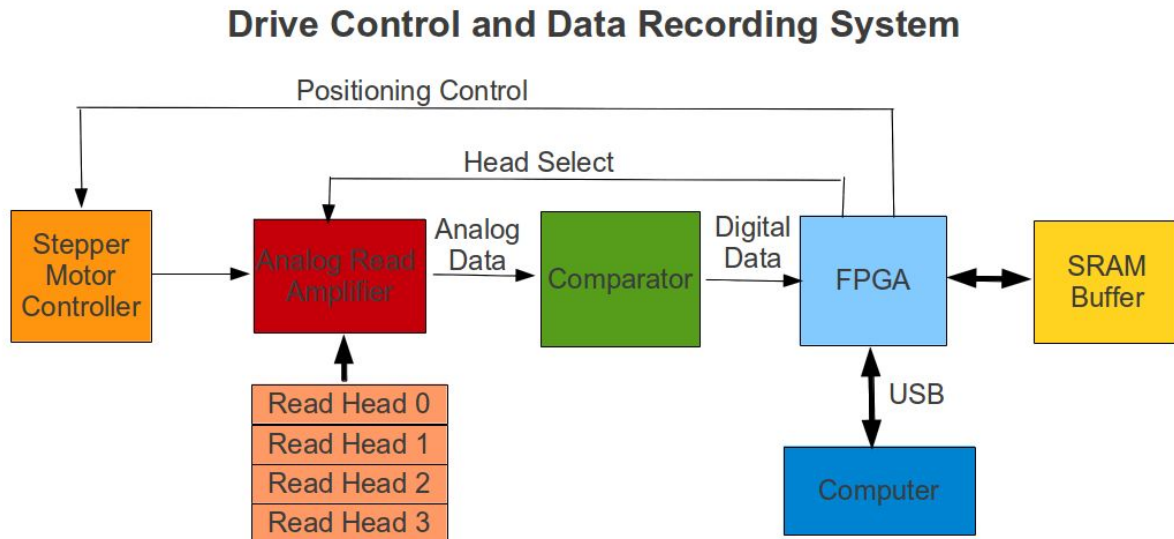 Drive Control and Data Recording System
Positioning Control
Head Select
Stepper
Motor
Controller
Analog Read
Amplifier
Analog
Data
Comparator
Digital
Data
FPGA
SRAM
Buffer
Read Head 0
Read Head 1
Read Head 2
Read Head 3
USB
Computer